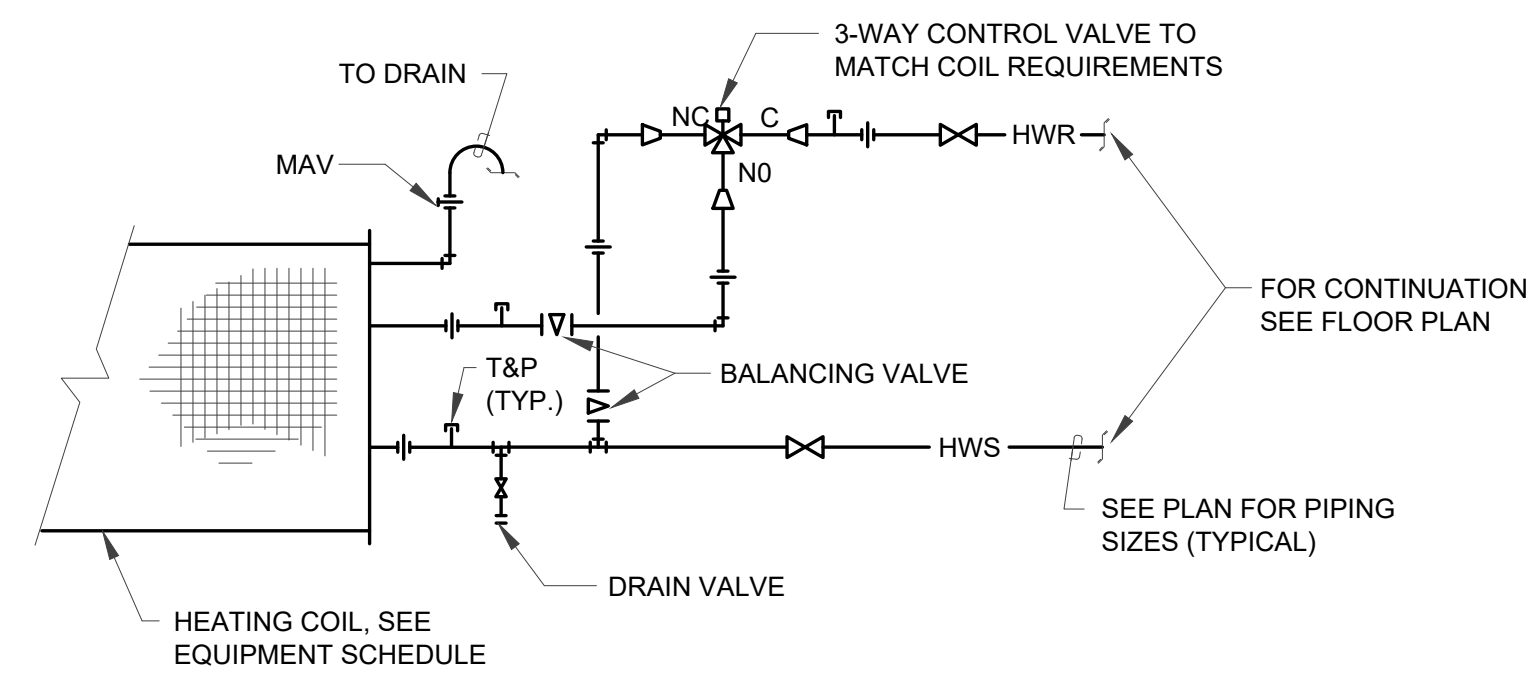 3-WAY CONTROL VALVE TO
MATCH COIL REQUIREMENTS
TO DRAIN
NC
C
HWR
MAV
N0
FOR CONTINUATION
SEE FLOOR PLAN
T&P
(TYP.)
BALANCING VALVE
HWS
SEE PLAN FOR PIPING
SIZES (TYPICAL)
DRAIN VALVE
HEATING COIL, SEE
EQUIPMENT SCHEDULE